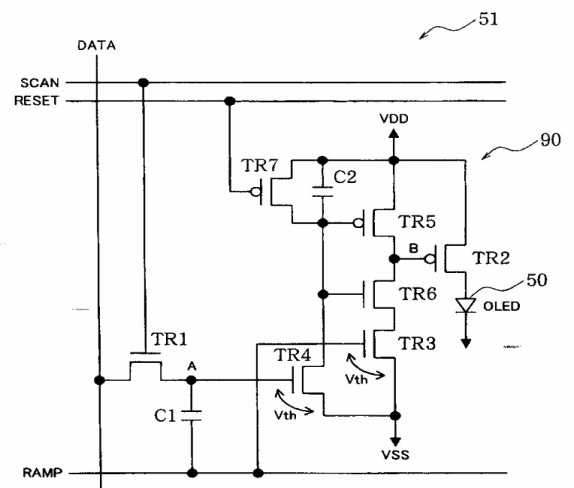 51
DATA
SCAN
RESET
VDD
90
TR7
C2
TR5
B
TR2
50
OLED
TR6
TR1
A
TR4
TR3
Vth
Vth
C1
VSS
RAMP